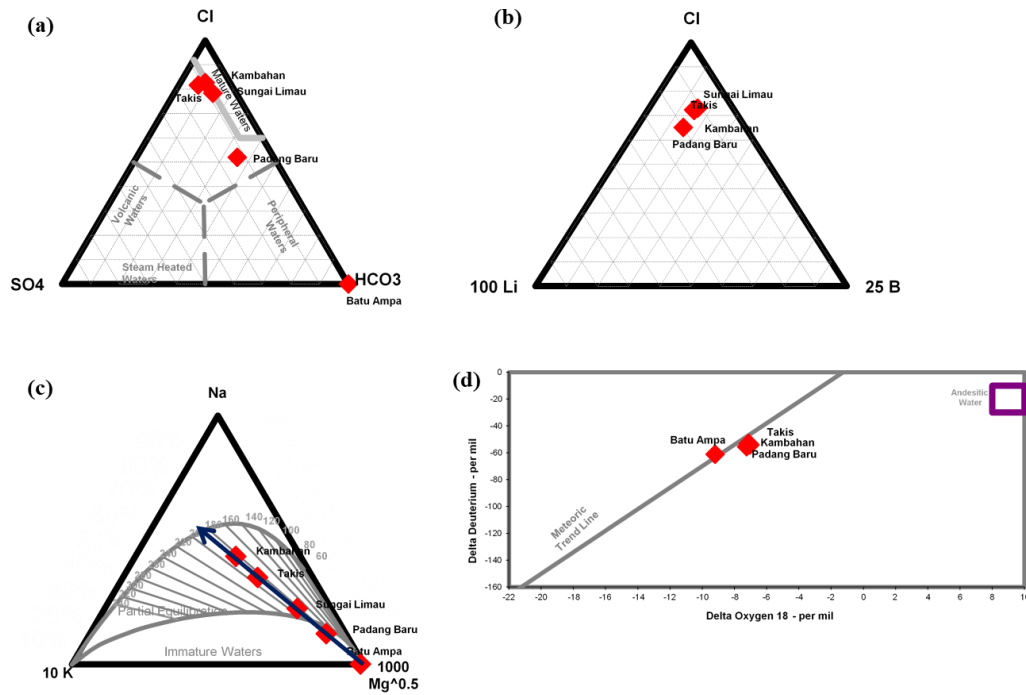 (a)
Cl
Kambahan
Sungai Limau
Takis
Mature Waters
Padang Baru
Volcanic
Waters
Peripheral
Waters
Steam Heated
Waters
SO4
HCO3
Batu Ampa
(b)
Cl
Sungai Limau
Takis
Kambahan
Padang Baru
100 Li
25 B
(c)
Na
180
160
140
120
100
80
60
Kambahan
Takis
Sungai Limau
Partial Equilibration
Padang Baru
Immature Waters
Batu Ampa
10 K
1000
Mg^0.5
(d)
0
-20
-40
-60
-80
-100
-120
-140
-160
Delta Deuterium - per mil
Andesitic
Water
Takis
Batu Ampa
Kambahan
Padang Baru
Meteoric
Trend Line
-22
-20
-18
-16
-14
-12
-10
-8
-6
-4
-2
0
2
4
6
8
10
Delta Oxygen 18 - per mil